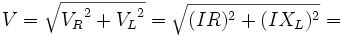 V = √(V_R² + V_L²) = √((IR)² + (IX_L)²) =